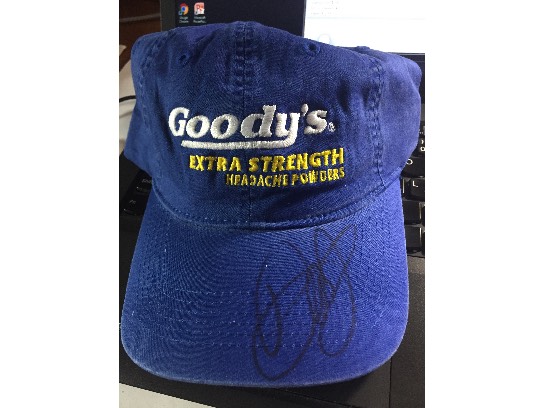 Goody's®
EXTRA STRENGTH
HEADACHE POWDERS